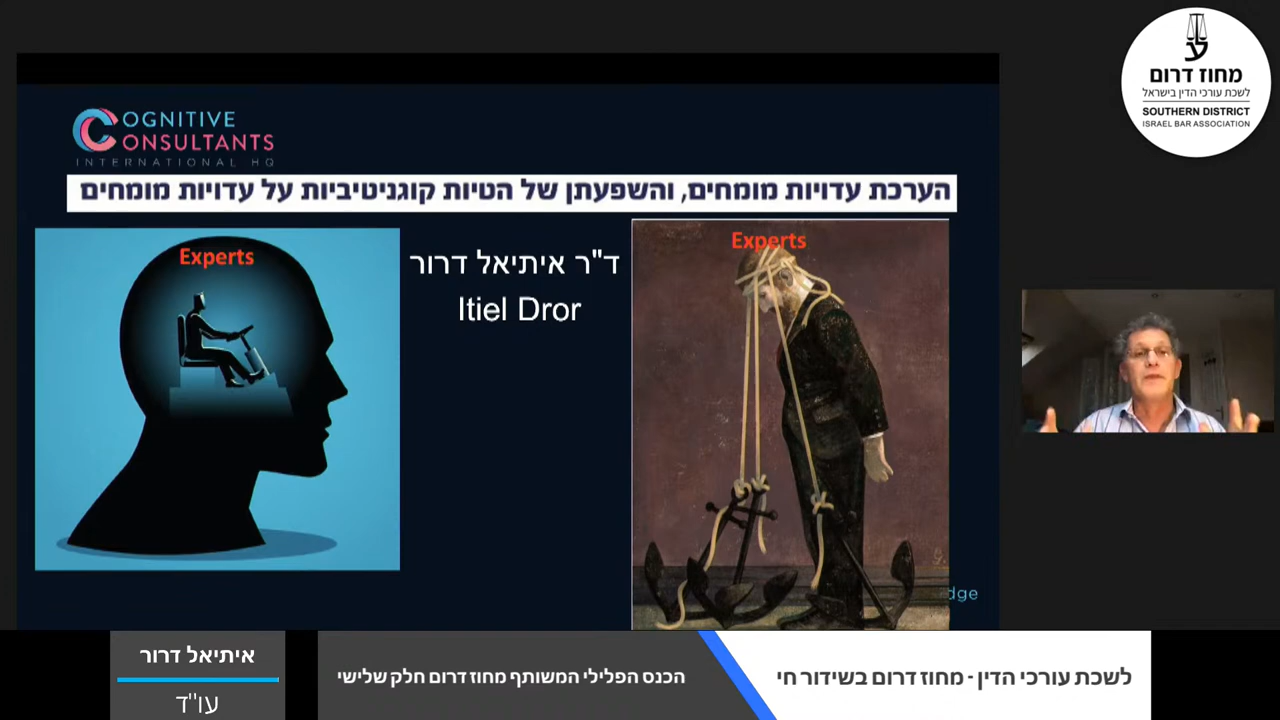 מחוז דרום
לשכת עורכי הדין בישראל
SOUTHERN DISTRICT
ISRAEL BAR ASSOCIATION
COGNITIVE
CONSULTANTS
INTERNATIONAL HQ
הערכת עדויות מומחים, והשפעתן של הטיות קוגניטיביות על עדויות מומחים
Experts
ד"ר איתיאל דרור
Itiel Dror
Experts
dge
לשכת עורכי הדין - מחוז דרום בשידור חי
הכנס הפלילי המשותף מחוז דרום חלק שלישי
איתיאל דרור
עו"ד